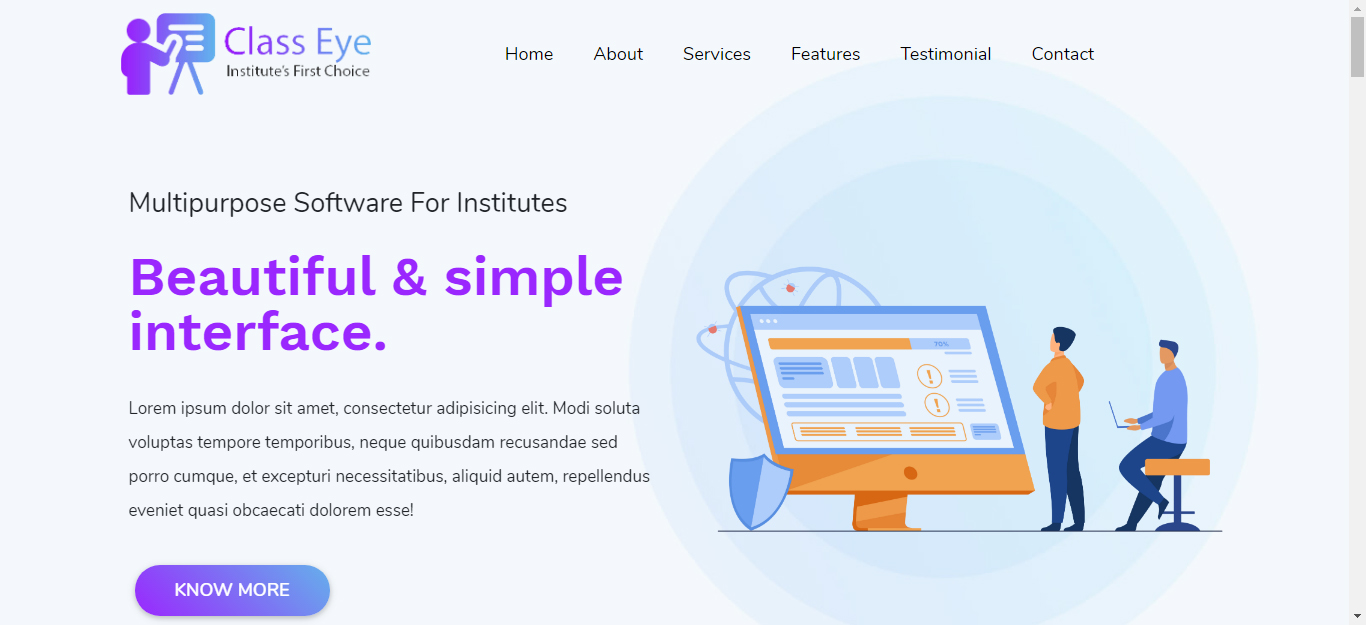 Class Eye
Institute's First Choice
Home About Services Features Testimonial Contact
Multipurpose Software For Institutes
Beautiful & simple
interface.
Lorem ipsum dolor sit amet, consectetur adipisicing elit. Modi soluta
voluptas tempore temporibus, neque quibusdam recusandae sed
porro cumque, et excepturi necessitatibus, aliquid autem, repellendus
eveniet quasi obcaecati dolorem esse!
70%
!
!
KNOW MORE